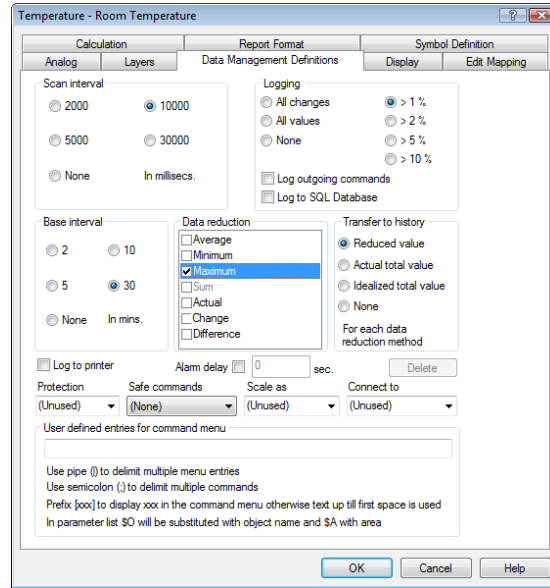 Temperature - Room Temperature
Calculation Report Format Symbol Definition
Analog Layers Data Management Definitions Display Edit Mapping
Scan interval
2000 10000
5000 30000
None In millisecs.
Logging
All changes > 1 %
All values > 2 %
None > 5 %
> 10 %
Log outgoing commands
Log to SQL Database
Base interval
2 10
5 30
None In mins.
Data reduction
Average
Minimum
Maximum
Sum
Actual
Change
Difference
Transfer to history
Reduced value
Actual total value
Idealized total value
None
For each data
reduction method
Log to printer Alarm delay 0 sec. Delete
Protection Safe commands Scale as Connect to
(Unused) (None) (Unused) (Unused)
User defined entries for command menu
Use pipe (|) to delimit multiple menu entries
Use semicolon (;) to delimit multiple commands
Prefix [xxx] to display xxx in the command menu otherwise text up till first space is used
In parameter list $O will be substituted with object name and $A with area
OK Cancel Help